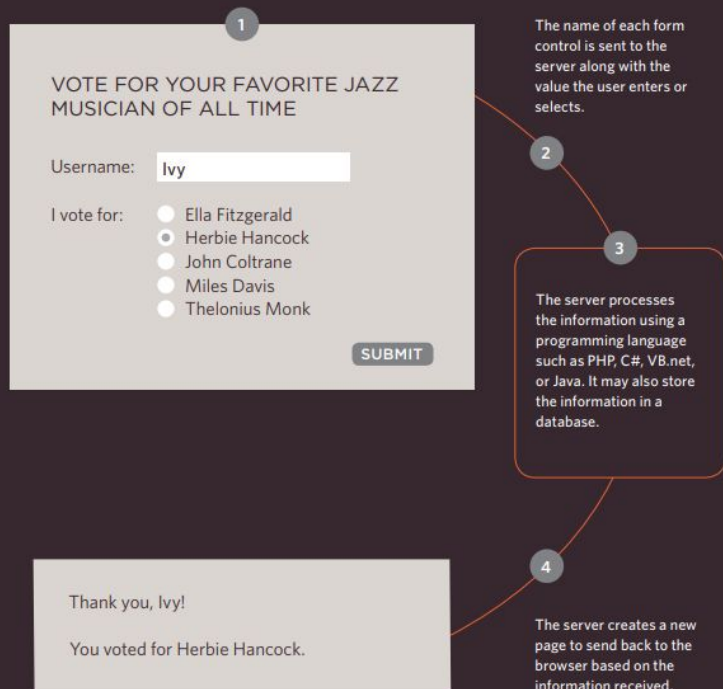 1
VOTE FOR YOUR FAVORITE JAZZ
MUSICIAN OF ALL TIME
Username: Ivy
I vote for: Ella Fitzgerald
Herbie Hancock
John Coltrane
Miles Davis
Thelonius Monk
SUBMIT
The name of each form
control is sent to the
server along with the
value the user enters or
selects.
2
3
The server processes
the information using a
programming language
such as PHP, C#, VB.net,
or Java. It may also store
the information in a
database.
4
The server creates a new
page to send back to the
browser based on the
information received.
Thank you, Ivy!
You voted for Herbie Hancock.